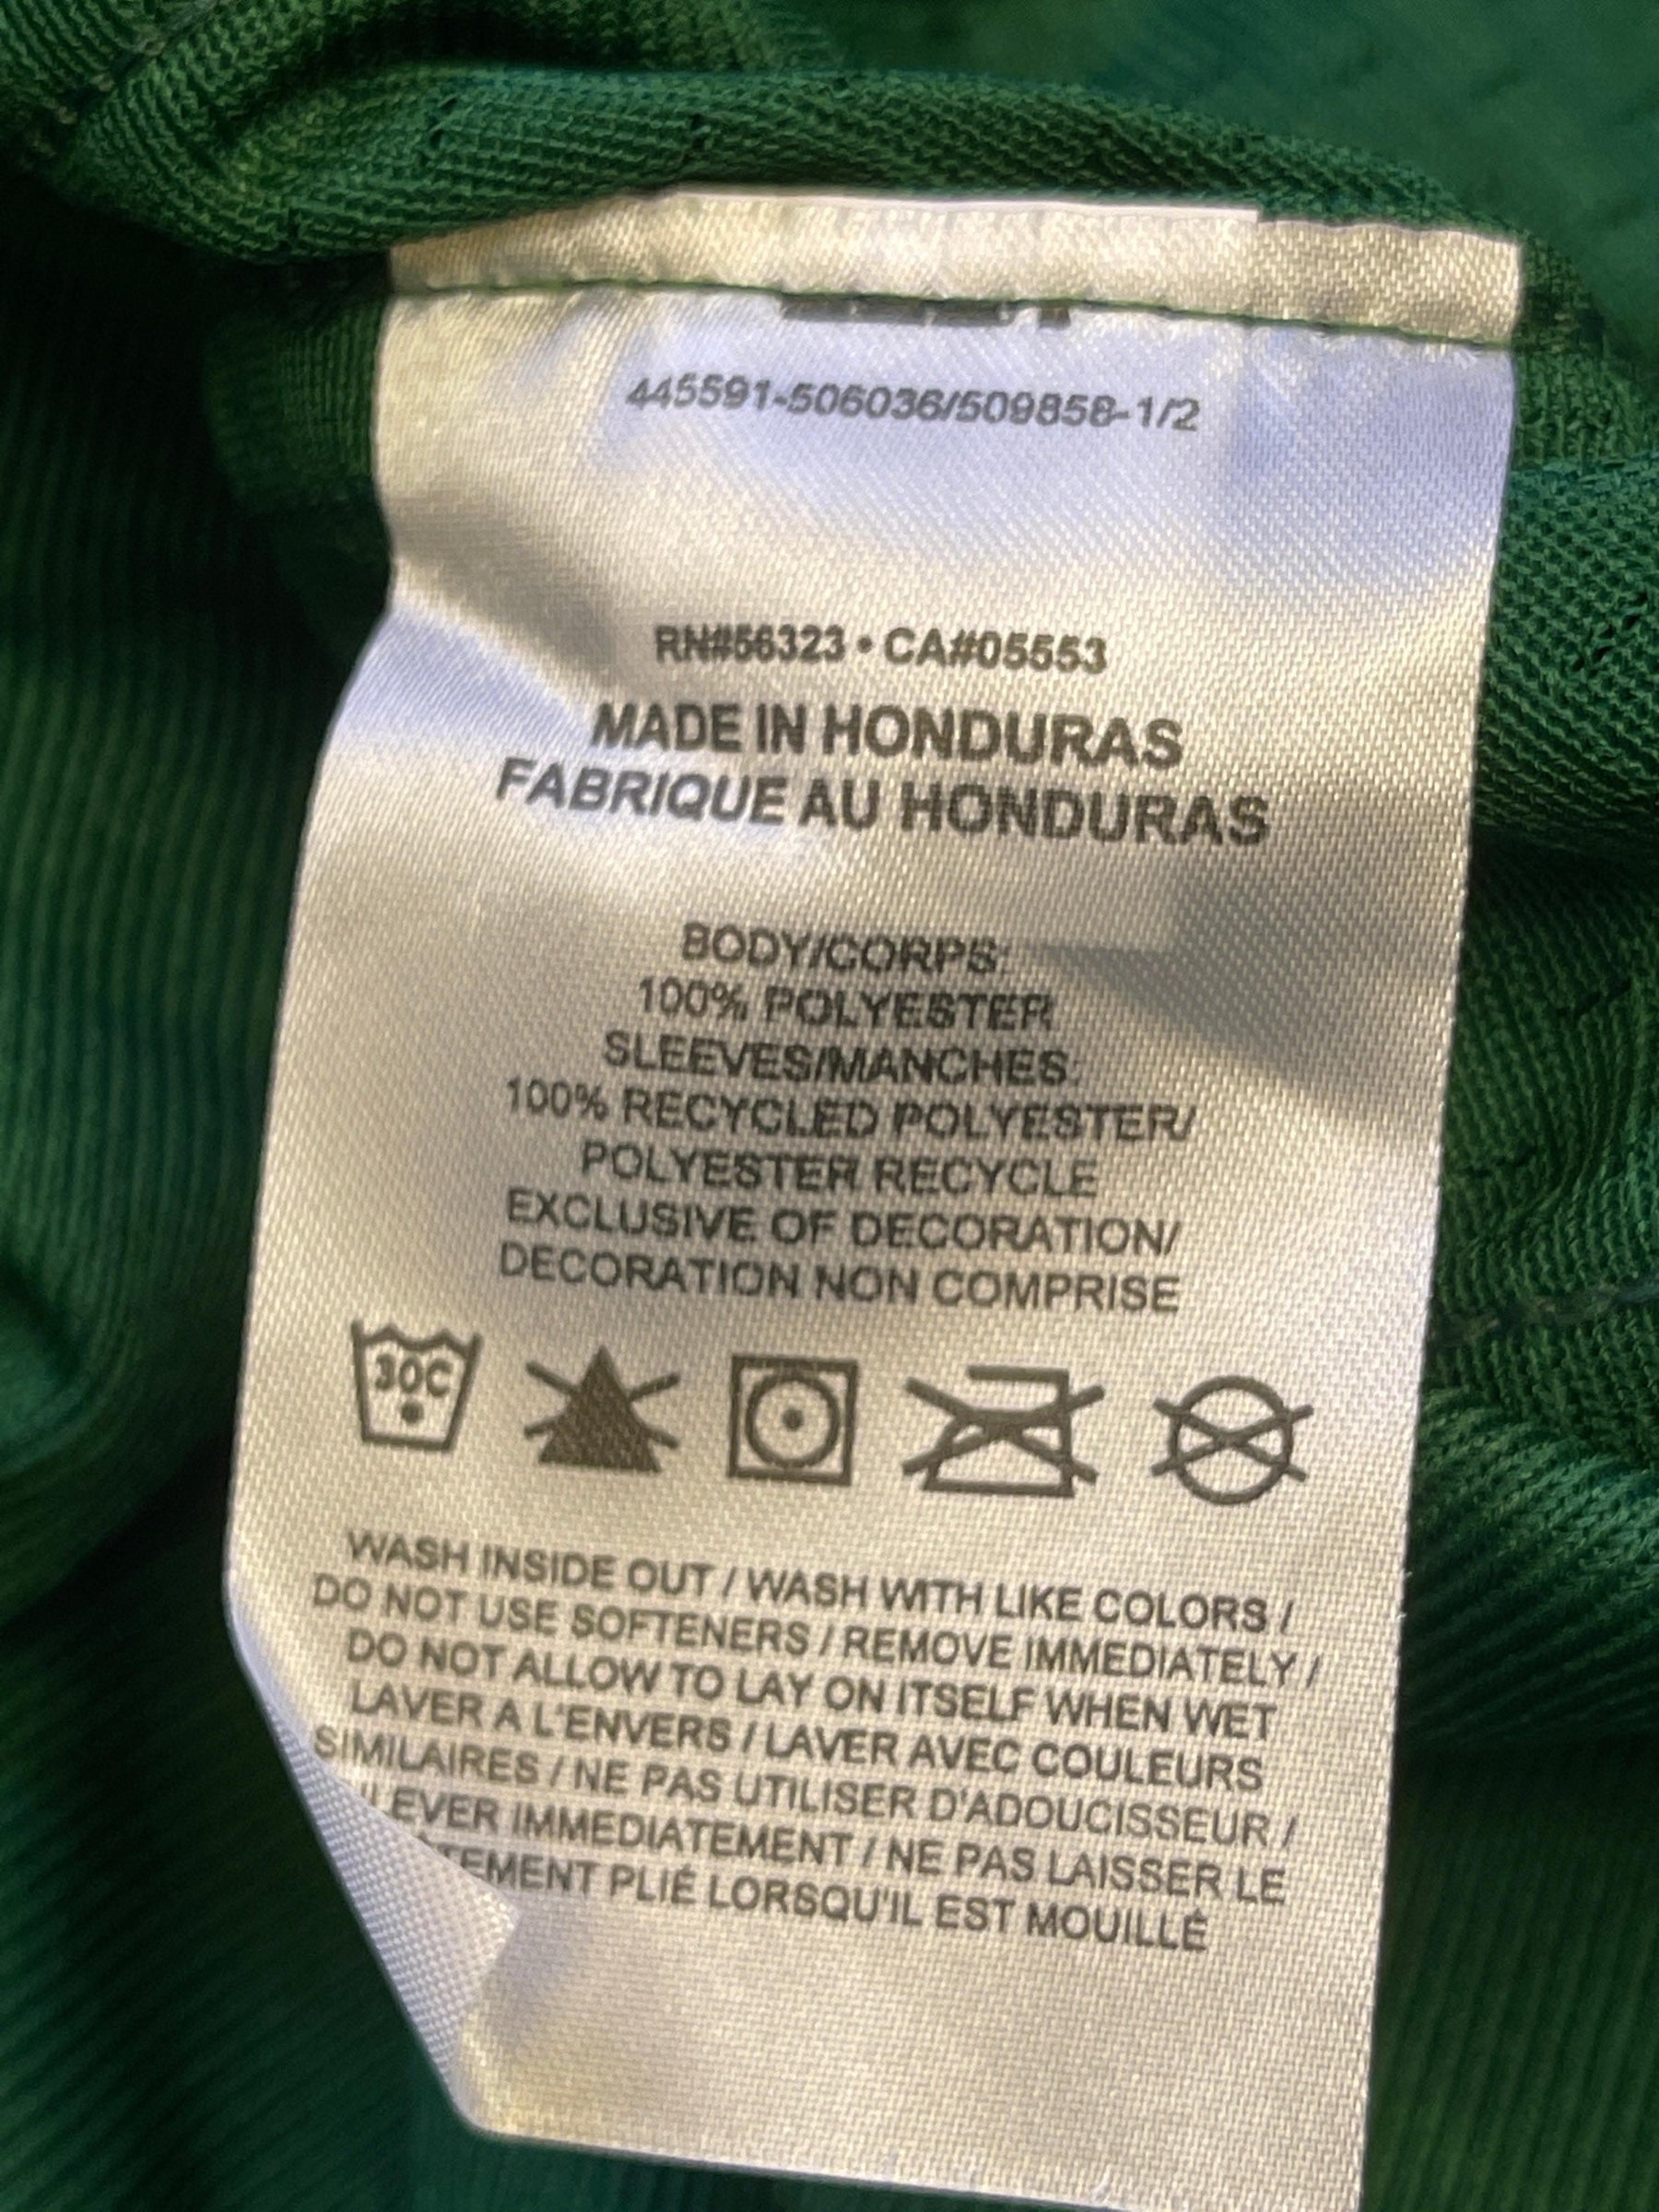 445591-506036/509858-1/2
RN#56323 • CA#05553
MADE IN HONDURAS
FABRIQUE AU HONDURAS
BODY/CORPS:
100% POLYESTER
SLEEVES/MANCHES:
100% RECYCLED POLYESTER/
POLYESTER RECYCLE
EXCLUSIVE OF DECORATION/
DECORATION NON COMPRISE
30C
WASH INSIDE OUT / WASH WITH LIKE COLORS /
DO NOT USE SOFTENERS / REMOVE IMMEDIATELY /
DO NOT ALLOW TO LAY ON ITSELF WHEN WET
LAVER A L'ENVERS / LAVER AVEC COULEURS
SIMILAIRES / NE PAS UTILISER D'ADOUCISSEUR /
IMMEDIATEMENT / NE PAS LAISSER LE
PLIÉ LORSQU'IL EST MOUILLÉ